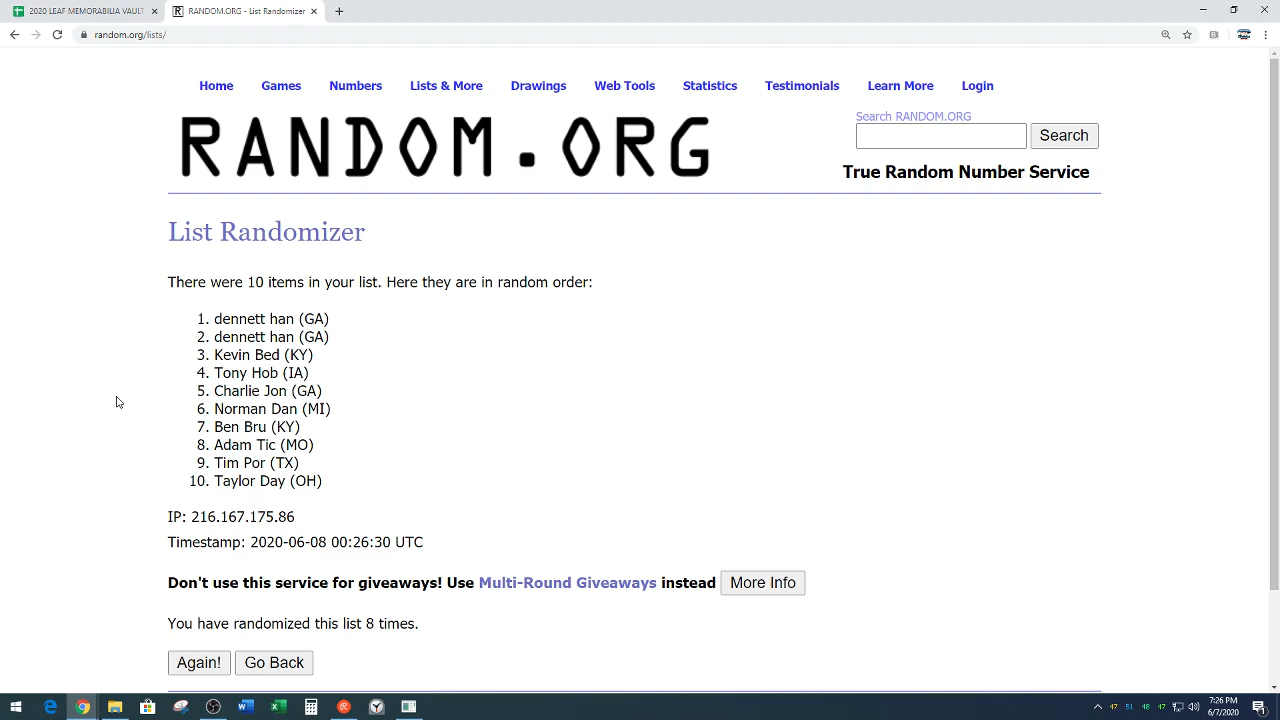 2020 LEAF MEMORABILIA VAULT
RANDOM.ORG - List Randomizer
random.org/lists/
Home Games Numbers Lists & More Drawings Web Tools Statistics Testimonials Learn More Login
RANDOM.ORG
Search RANDOM.ORG
Search
True Random Number Service
List Randomizer
There were 10 items in your list. Here they are in random order:
1. dennett han (GA)
2. dennett han (GA)
3. Kevin Bed (KY)
4. Tony Hob (IA)
5. Charlie Jon (GA)
6. Norman Dan (MI)
7. Ben Bru (KY)
8. Adam Tic (MO)
9. Tim Por (TX)
10. Taylor Day (OH)
IP: 216.167.175.86
Timestamp: 2020-06-08 00:26:30 UTC
Don't use this service for giveaways! Use Multi-Round Giveaways instead More Info
You have randomized this list 8 times.
Again! Go Back
47 51 48 47
7:26 PM
6/7/2020